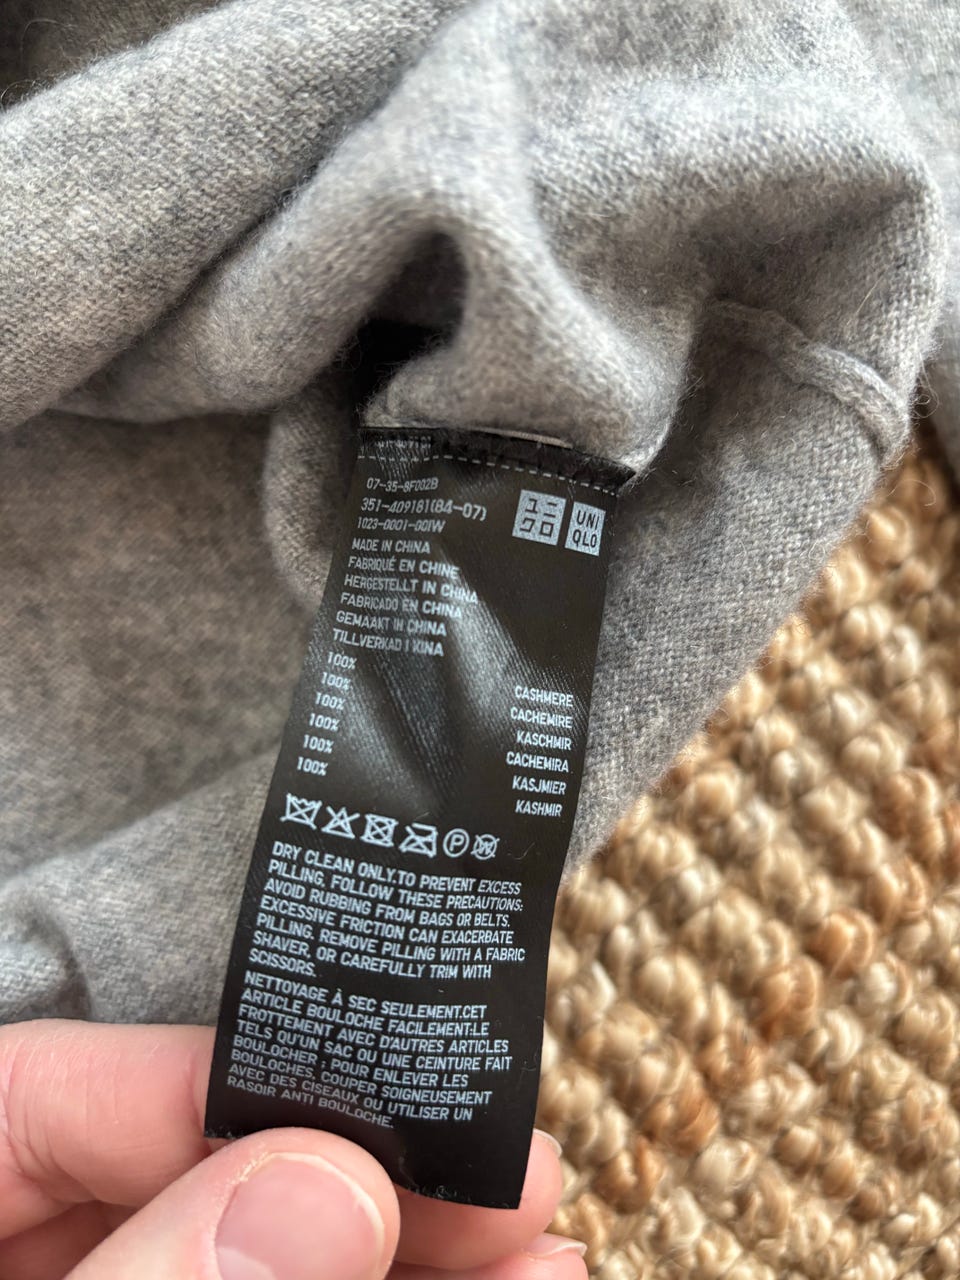 07-35-8F002B
351-409181(84-07)
1023-0001-00IW
ユニ
クロ
UNI
QLO
MADE IN CHINA
FABRIQUÉ EN CHINE
HERGESTELLT IN CHINA
FABRICADO EN CHINA
GEMAAKT IN CHINA
TILLVERKAD I KINA
100% CASHMERE
100% CACHEMIRE
100% KASCHMIR
100% CACHEMIRA
100% KASJMIER
100% KASHMIR
P W
DRY CLEAN ONLY.TO PREVENT EXCESS
PILLING, FOLLOW THESE PRECAUTIONS:
AVOID RUBBING FROM BAGS OR BELTS.
EXCESSIVE FRICTION CAN EXACERBATE
PILLING. REMOVE PILLING WITH A FABRIC
SHAVER, OR CAREFULLY TRIM WITH
SCISSORS.
NETTOYAGE À SEC SEULEMENT.CET
ARTICLE BOULOCHE FACILEMENT:LE
FROTTEMENT AVEC D'AUTRES ARTICLES
TELS QU'UN SAC OU UNE CEINTURE FAIT
BOULOCHER : POUR ENLEVER LES
BOULOCHES, COUPER SOIGNEUSEMENT
AVEC DES CISEAUX OU UTILISER UN
RASOIR ANTI BOULOCHE.